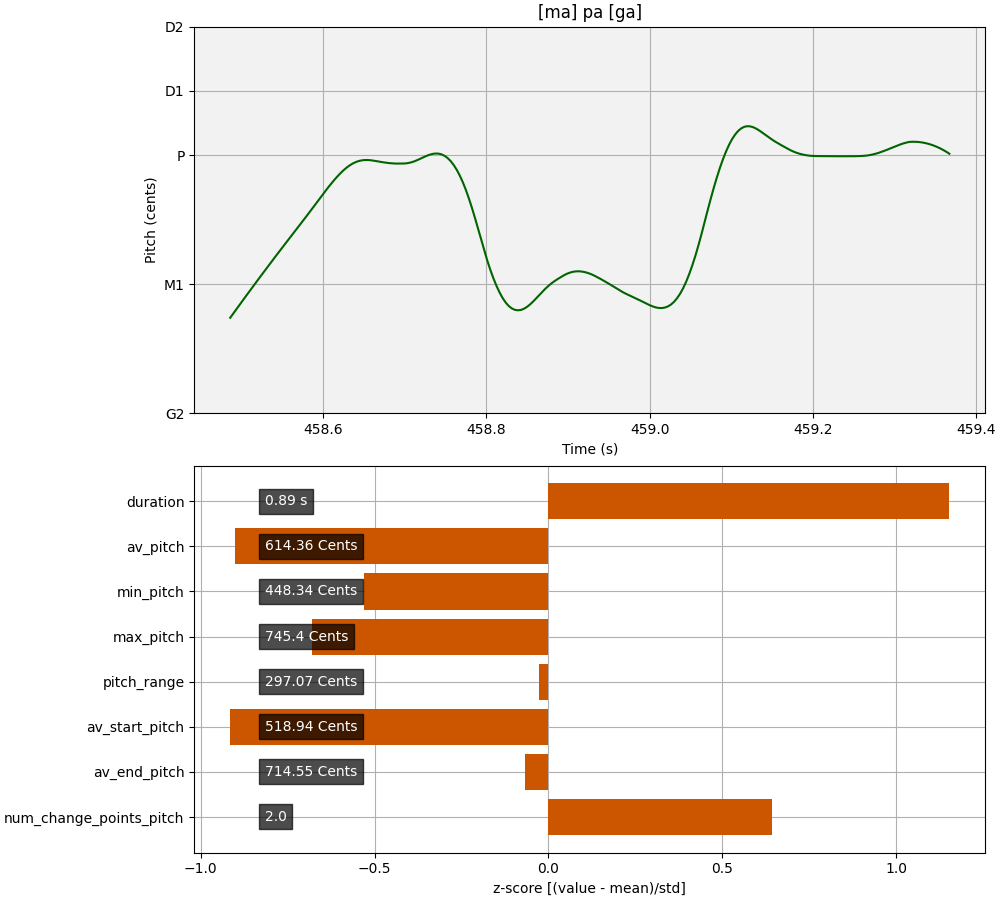 [ma] pa [ga]
D2
D1
P
M1
G2
Pitch (cents)
458.6 458.8 459.0 459.2 459.4
Time (s)
duration 0.89 s
av_pitch 614.36 Cents
min_pitch 448.34 Cents
max_pitch 745.4 Cents
pitch_range 297.07 Cents
av_start_pitch 518.94 Cents
av_end_pitch 714.55 Cents
num_change_points_pitch 2.0
−1.0 −0.5 0.0 0.5 1.0
z-score [(value - mean)/std]